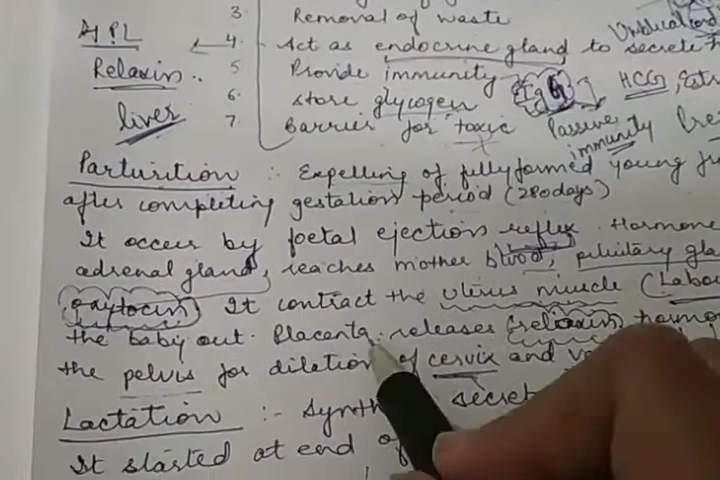 3. Removal of waste
APL 4. Act as endocrine gland to secrete
Relaxin.. 5 Provide immunity IgG HCG, Estr
6. store glycogen
liver 7. Barrier for toxic Passive immunity
Parturition :- Expelling of fully formed young
after completing gestation period (280days)
It occurs by foetal ejection reflex. Hormone
adrenal gland, reaches mother blood, pituitary gla
(oxytocin) It contract the uterus muscle (Labou
the baby out. Placenta releases (relaxin) hormo
the pelvis for dilation of cervix and
Lactation :- Synth secret
It started at end of